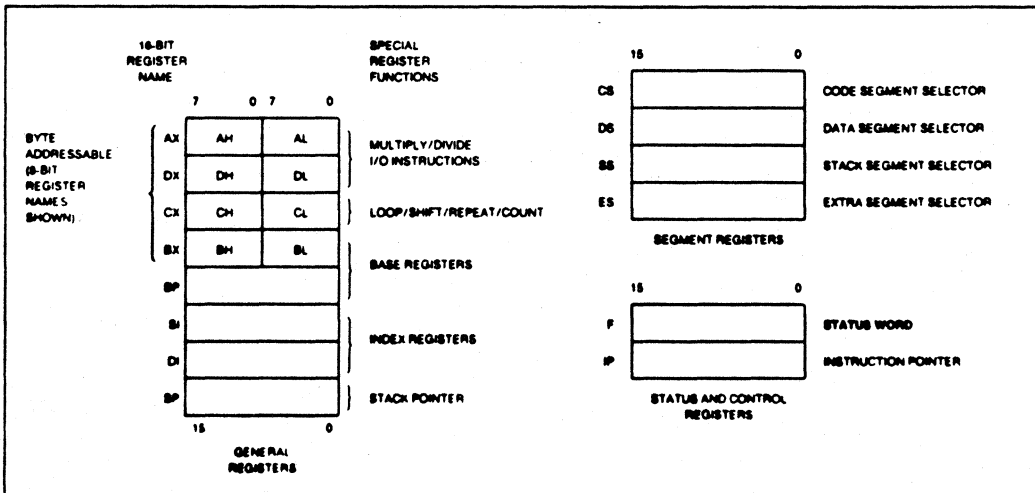 16-BIT
REGISTER
NAME
SPECIAL
REGISTER
FUNCTIONS
7 0 7 0
BYTE
ADDRESSABLE
(8-BIT
REGISTER
NAMES
SHOWN)
AX AH AL
DX DH DL
MULTIPLY/DIVIDE
I/O INSTRUCTIONS
CX CH CL LOOP/SHIFT/REPEAT/COUNT
BX BH BL
BP
BASE REGISTERS
SI
DI
INDEX REGISTERS
SP STACK POINTER
15 0
GENERAL
REGISTERS
15 0
CS CODE SEGMENT SELECTOR
DS DATA SEGMENT SELECTOR
SS STACK SEGMENT SELECTOR
ES EXTRA SEGMENT SELECTOR
SEGMENT REGISTERS
15 0
F STATUS WORD
IP INSTRUCTION POINTER
STATUS AND CONTROL
REGISTERS